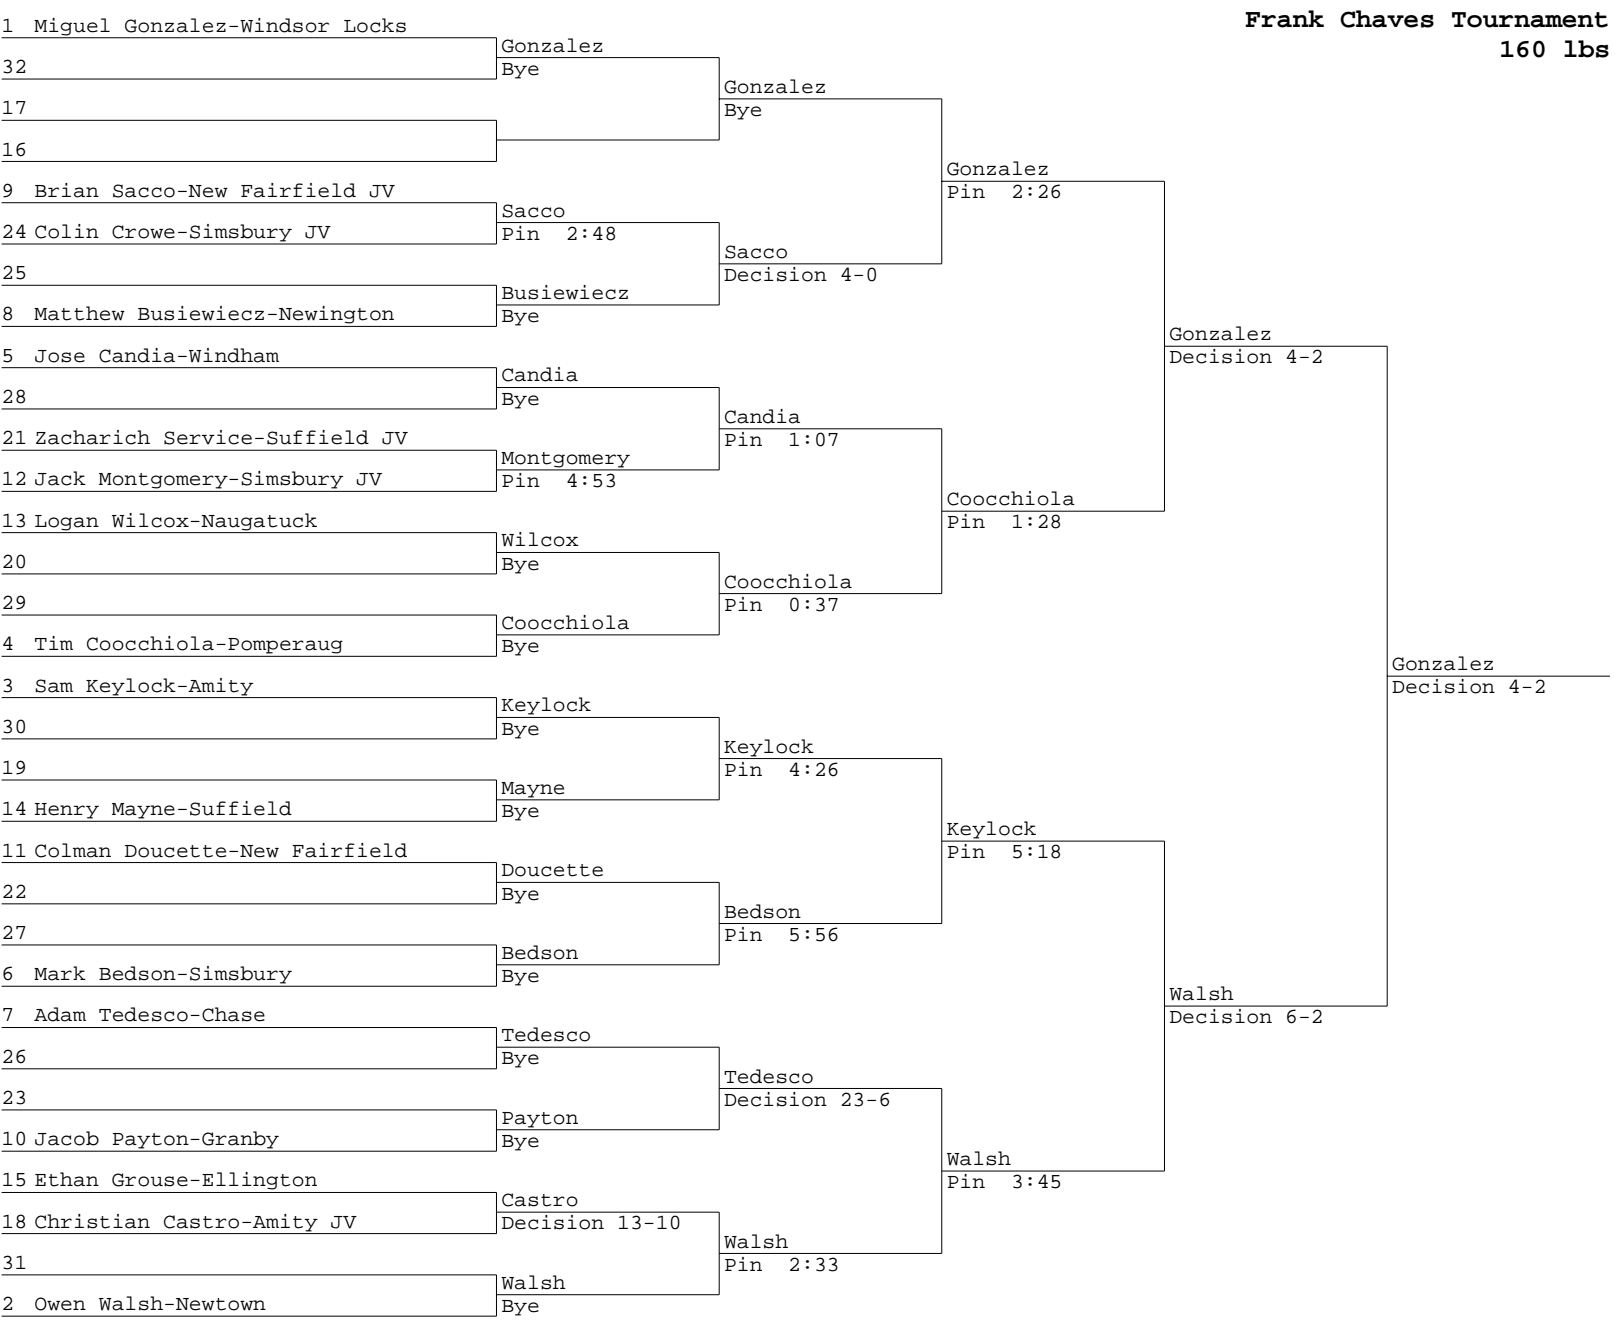 Frank Chaves Tournament
160 lbs
1 Miguel Gonzalez-Windsor Locks
32
17
16
9 Brian Sacco-New Fairfield JV
24 Colin Crowe-Simsbury JV
25
8 Matthew Busiewiecz-Newington
5 Jose Candia-Windham
28
21 Zacharich Service-Suffield JV
12 Jack Montgomery-Simsbury JV
13 Logan Wilcox-Naugatuck
20
29
4 Tim Coocchiola-Pomperaug
3 Sam Keylock-Amity
30
19
14 Henry Mayne-Suffield
11 Colman Doucette-New Fairfield
22
27
6 Mark Bedson-Simsbury
7 Adam Tedesco-Chase
26
23
10 Jacob Payton-Granby
15 Ethan Grouse-Ellington
18 Christian Castro-Amity JV
31
2 Owen Walsh-Newtown
Gonzalez
Bye
Sacco
Pin 2:48
Busiewiecz
Bye
Candia
Bye
Montgomery
Pin 4:53
Wilcox
Bye
Coocchiola
Bye
Keylock
Bye
Mayne
Bye
Doucette
Bye
Bedson
Bye
Tedesco
Bye
Payton
Bye
Castro
Decision 13-10
Walsh
Bye
Gonzalez
Bye
Sacco
Decision 4-0
Candia
Pin 1:07
Coocchiola
Pin 0:37
Keylock
Pin 4:26
Bedson
Pin 5:56
Tedesco
Decision 23-6
Walsh
Pin 2:33
Gonzalez
Pin 2:26
Coocchiola
Pin 1:28
Keylock
Pin 5:18
Walsh
Pin 3:45
Gonzalez
Decision 4-2
Walsh
Decision 6-2
Gonzalez
Decision 4-2